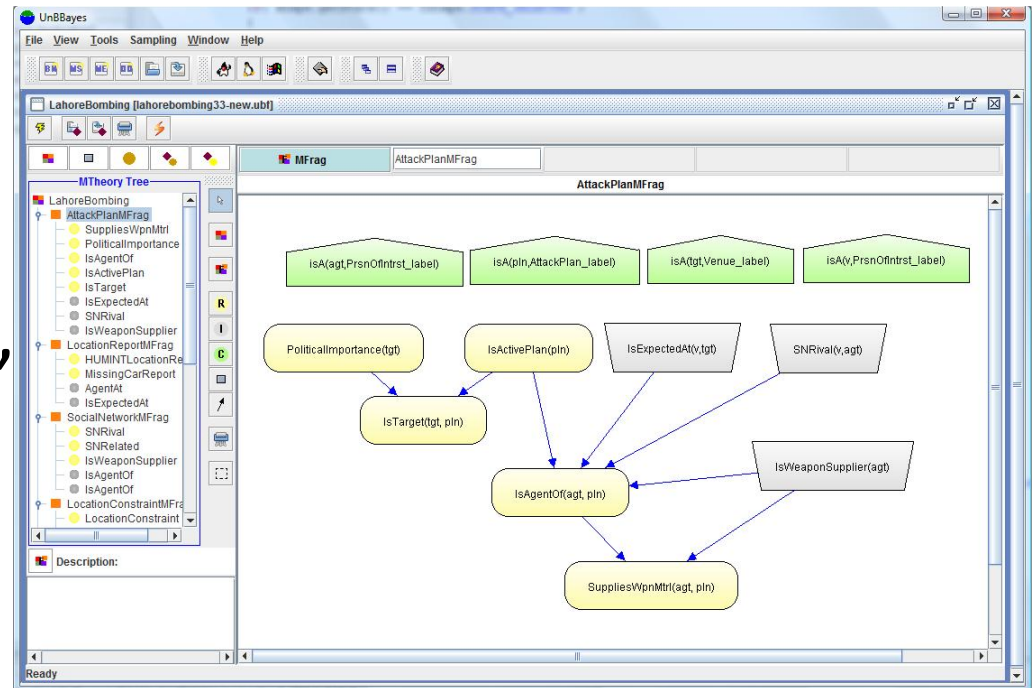 UnBBayes
File View Tools Sampling Window Help
LahoreBombing [lahorebombing33-new.ubf]
MFrag
AttackPlanMFrag
MTheory Tree
AttackPlanMFrag
LahoreBombing
AttackPlanMFrag
SuppliesWpnMtrl
PoliticalImportance
IsAgentOf
IsActivePlan
IsTarget
IsExpectedAt
SNRival
IsWeaponSupplier
LocationReportMFrag
HUMINTLocationRe
MissingCarReport
AgentAt
IsExpectedAt
SocialNetworkMFrag
SNRival
SNRelated
IsWeaponSupplier
IsAgentOf
IsAgentOf
LocationConstraintMFra
LocationConstraint
R
I
C
isA(agt,PrsnOfIntrst_label)
isA(pln,AttackPlan_label)
isA(tgt,Venue_label)
isA(v,PrsnOfIntrst_label)
PoliticalImportance(tgt)
IsActivePlan(pln)
IsExpectedAt(v,tgt)
SNRival(v,agt)
IsTarget(tgt, pln)
IsWeaponSupplier(agt)
IsAgentOf(agt, pln)
SuppliesWpnMtrl(agt, pln)
Description:
Ready